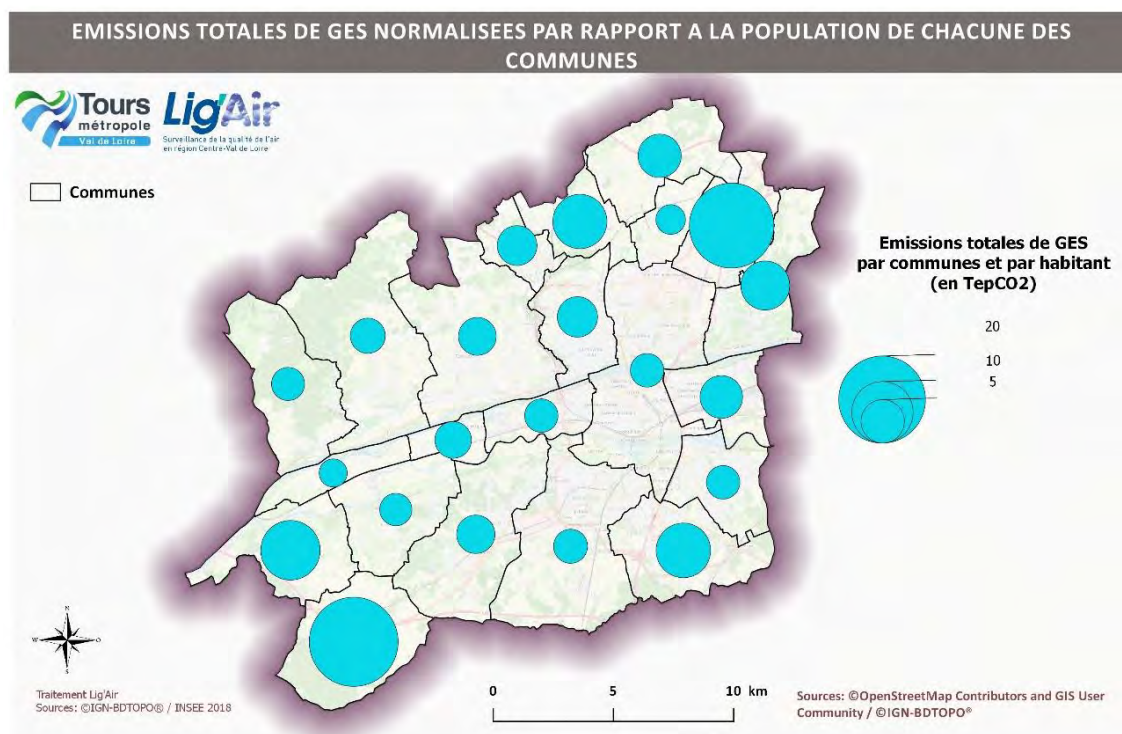 EMISSIONS TOTALES DE GES NORMALISEES PAR RAPPORT A LA POPULATION DE CHACUNE DES
COMMUNES
Tours
métropole
Val de Loire
Lig'Air
Surveillance de la qualité de l'air
en région Centre-Val de Loire
Communes
Emissions totales de GES
par communes et par habitant
(en TepCO2)
20
10
5
N
W
O
S
Traitement Lig'Air
Sources: ©IGN-BDTOPO® / INSEE 2018
0 5 10 km
Sources: ©OpenStreetMap Contributors and GIS User
Community / ©IGN-BDTOPO®